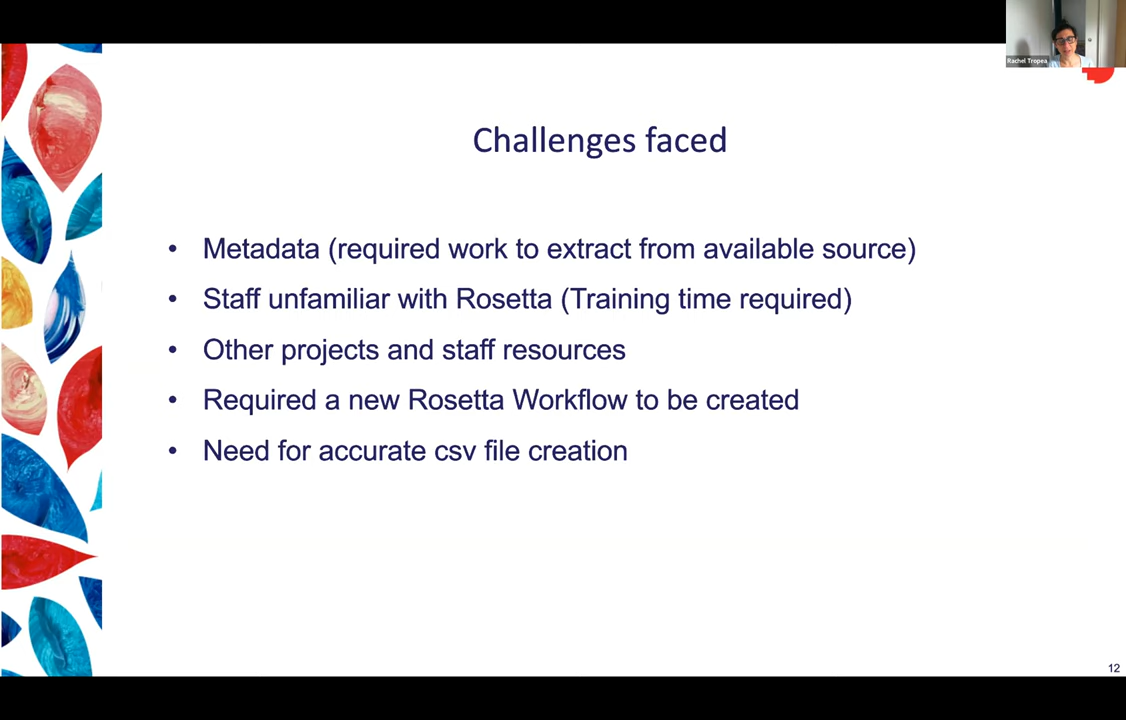 Rachel Tropea
Challenges faced
• Metadata (required work to extract from available source)
• Staff unfamiliar with Rosetta (Training time required)
• Other projects and staff resources
• Required a new Rosetta Workflow to be created
• Need for accurate csv file creation
12